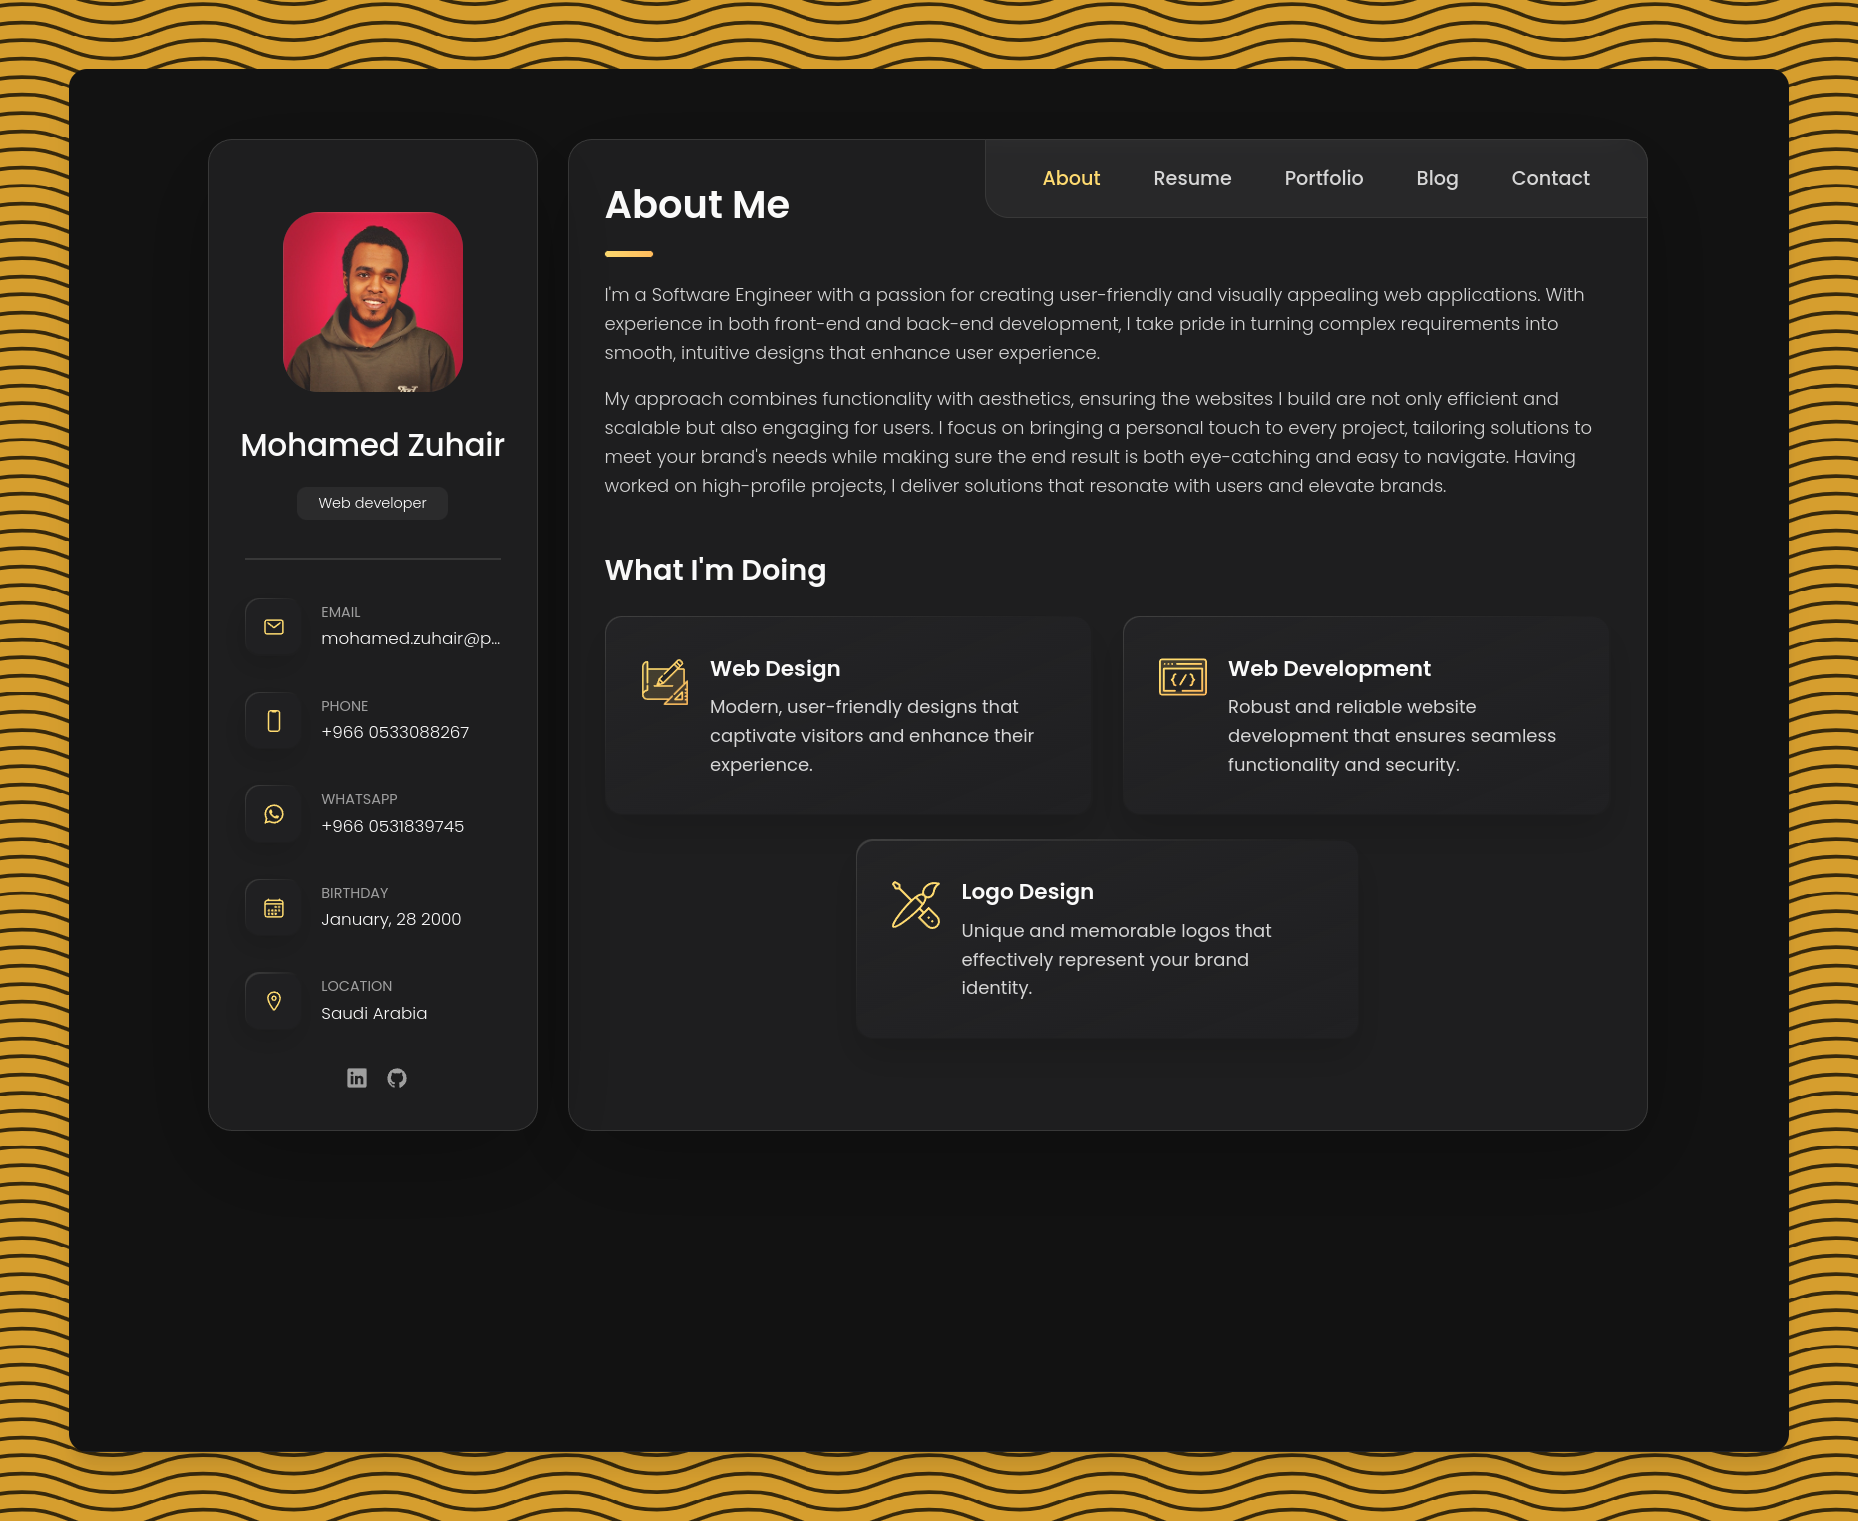 Mohamed Zuhair
Web developer
EMAIL
mohamed.zuhair@p...
PHONE
+966 0533088267
WHATSAPP
+966 0531839745
BIRTHDAY
January, 28 2000
LOCATION
Saudi Arabia
About Resume Portfolio Blog Contact
About Me
I'm a Software Engineer with a passion for creating user-friendly and visually appealing web applications. With
experience in both front-end and back-end development, I take pride in turning complex requirements into
smooth, intuitive designs that enhance user experience.
My approach combines functionality with aesthetics, ensuring the websites I build are not only efficient and
scalable but also engaging for users. I focus on bringing a personal touch to every project, tailoring solutions to
meet your brand's needs while making sure the end result is both eye-catching and easy to navigate. Having
worked on high-profile projects, I deliver solutions that resonate with users and elevate brands.
What I'm Doing
Web Design
Modern, user-friendly designs that
captivate visitors and enhance their
experience.
Web Development
Robust and reliable website
development that ensures seamless
functionality and security.
Logo Design
Unique and memorable logos that
effectively represent your brand
identity.